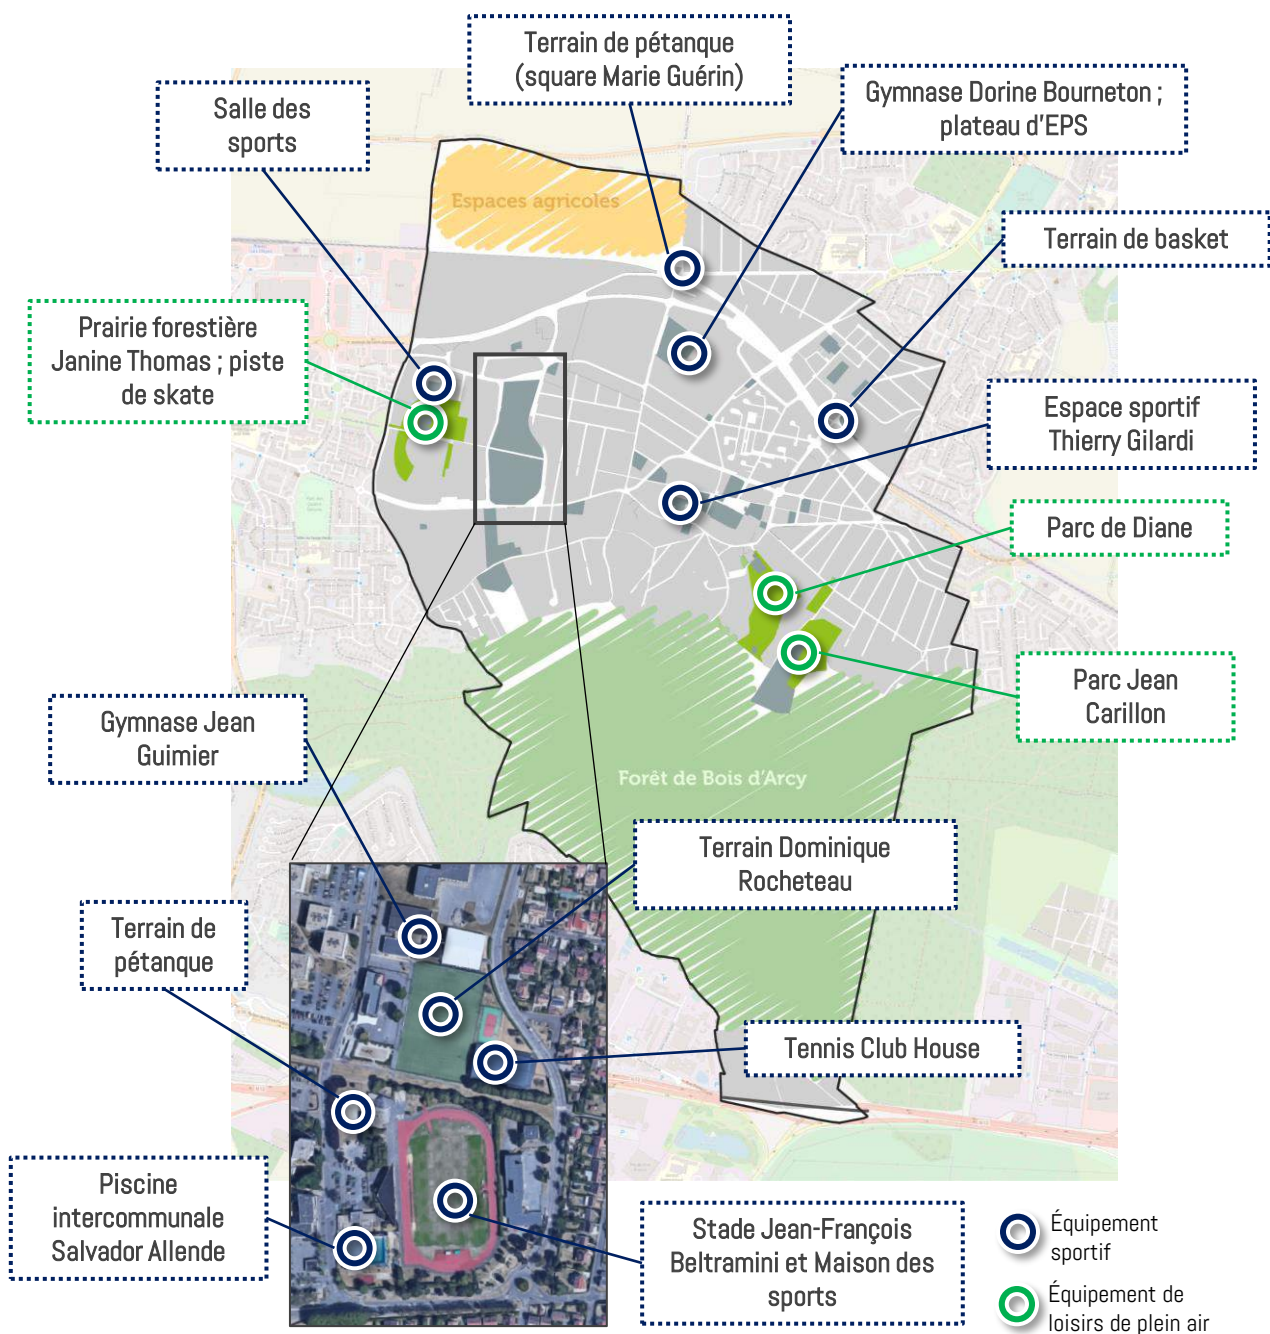 Terrain de pétanque
(square Marie Guérin)
Gymnase Dorine Bourneton ;
plateau d'EPS
Salle des
sports
Espaces agricoles
Terrain de basket
Prairie forestière
Janine Thomas ; piste
de skate
Espace sportif
Thierry Gilardi
Parc de Diane
Parc Jean
Carillon
Gymnase Jean
Guimier
Forêt de Bois d'Arcy
Terrain Dominique
Rocheteau
Terrain de
pétanque
Tennis Club House
Piscine
intercommunale
Salvador Allende
Stade Jean-François
Beltramini et Maison des
sports
Équipement
sportif
Équipement de
loisirs de plein air